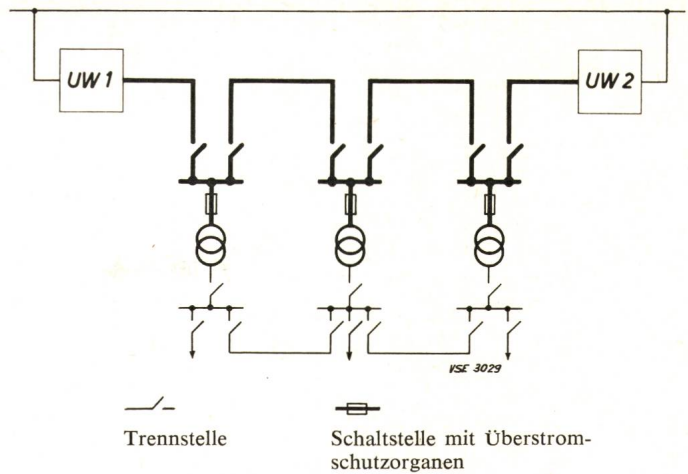 UW 1
UW 2
VSE 3029
Trennstelle
Schaltstelle mit Überstrom-
schutzorganen